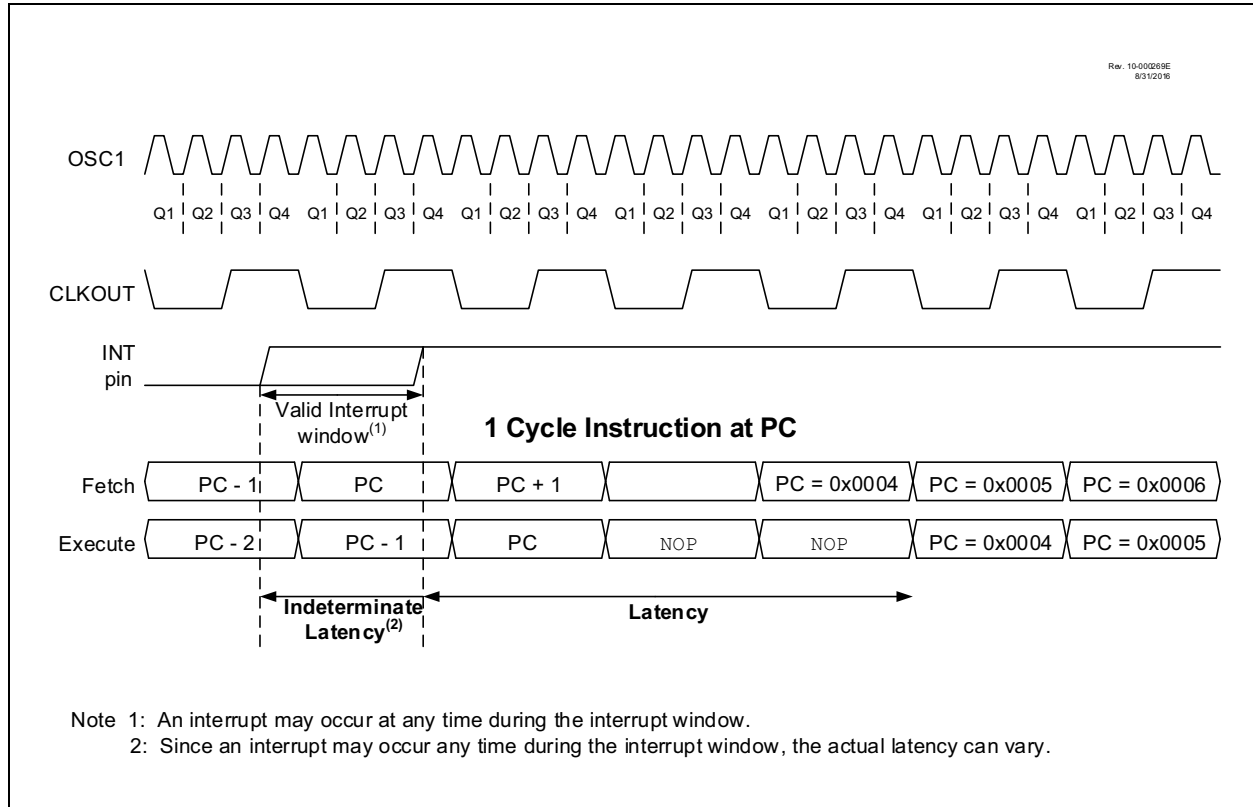 Rev. 10-000269E
8/31/2016
OSC1
Q1 Q2 Q3 Q4 Q1 Q2 Q3 Q4 Q1 Q2 Q3 Q4 Q1 Q2 Q3 Q4 Q1 Q2 Q3 Q4 Q1 Q2 Q3 Q4 Q1 Q2 Q3 Q4
CLKOUT
INT
pin
Valid Interrupt
window(1)
1 Cycle Instruction at PC
Fetch PC - 1 PC PC + 1 PC = 0x0004 PC = 0x0005 PC = 0x0006
Execute PC - 2 PC - 1 PC NOP NOP PC = 0x0004 PC = 0x0005
Indeterminate
Latency(2)
Latency
Note 1: An interrupt may occur at any time during the interrupt window.
2: Since an interrupt may occur any time during the interrupt window, the actual latency can vary.